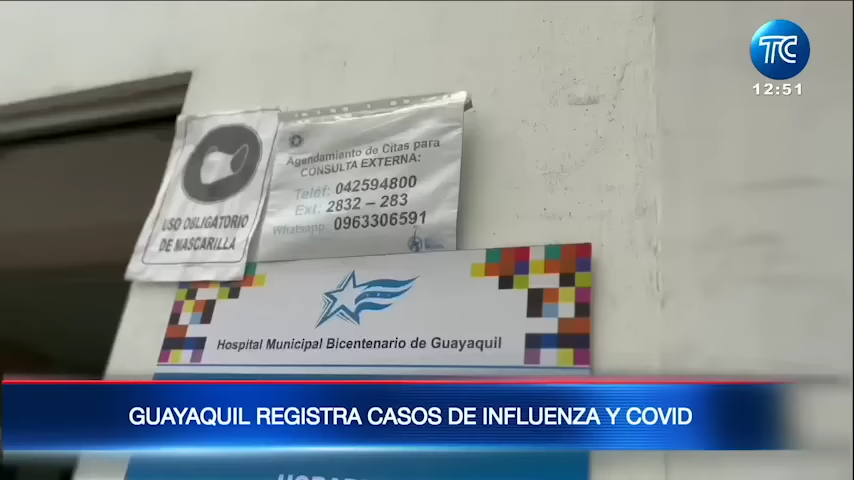 TC
12:51
USO OBLIGATORIO
DE MASCARILLA
Agendamiento de Citas para
CONSULTA EXTERNA:
Teléf: 042594800
Ext: 2832 – 283
Whatsapp: 0963306591
Hospital Municipal Bicentenario de Guayaquil
GUAYAQUIL REGISTRA CASOS DE INFLUENZA Y COVID